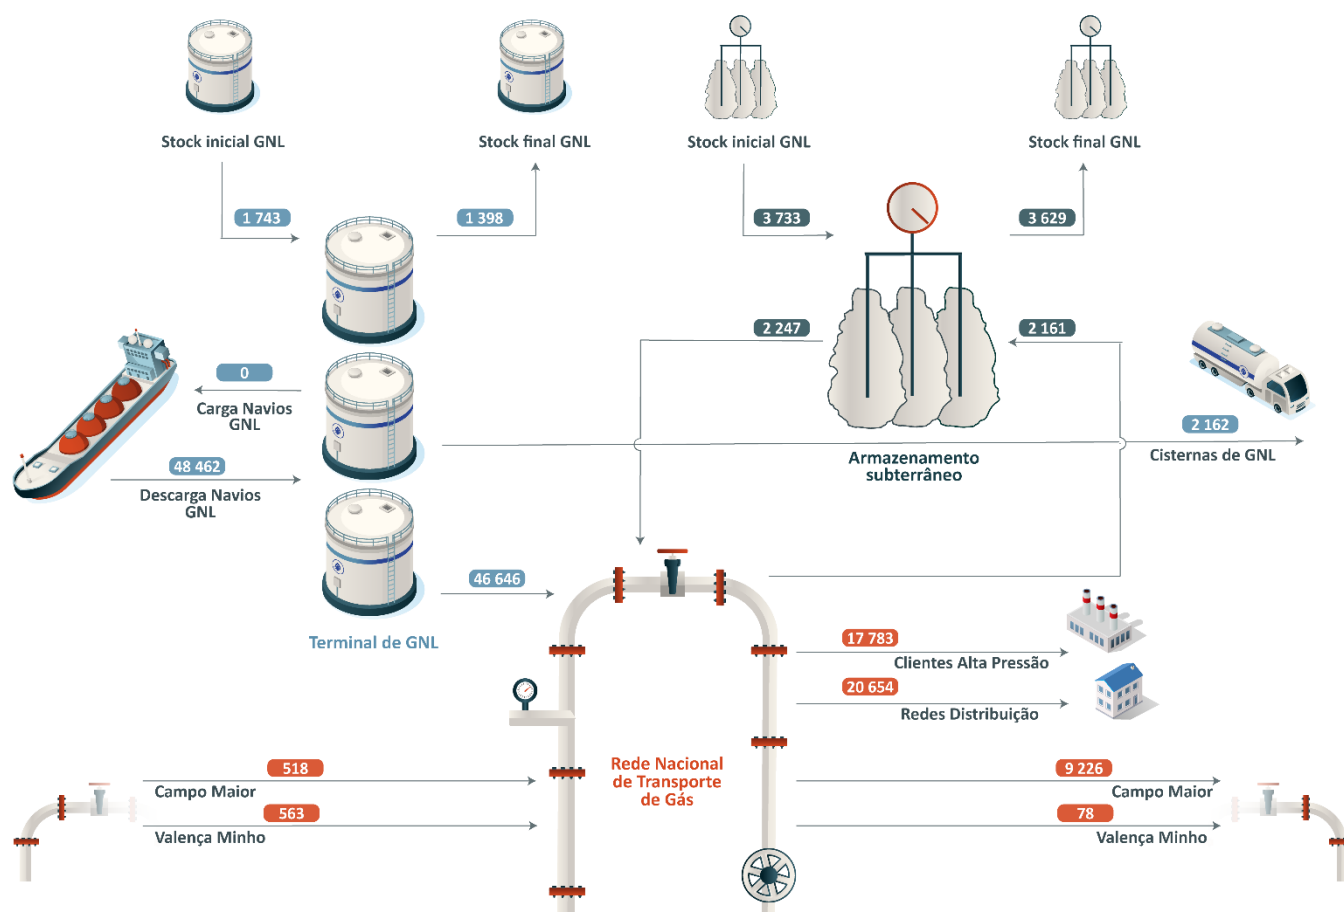 Stock inicial GNL
Stock final GNL
Stock inicial GNL
Stock final GNL
1 743
1 398
3 733
3 629
2 247
2 161
0
Carga Navios
GNL
48 462
Descarga Navios
GNL
2 162
Cisternas de GNL
Armazenamento
subterrâneo
46 646
Terminal de GNL
17 783
Clientes Alta Pressão
20 654
Redes Distribuição
Rede Nacional
de Transporte
de Gás
518
Campo Maior
563
Valença Minho
9 226
Campo Maior
78
Valença Minho